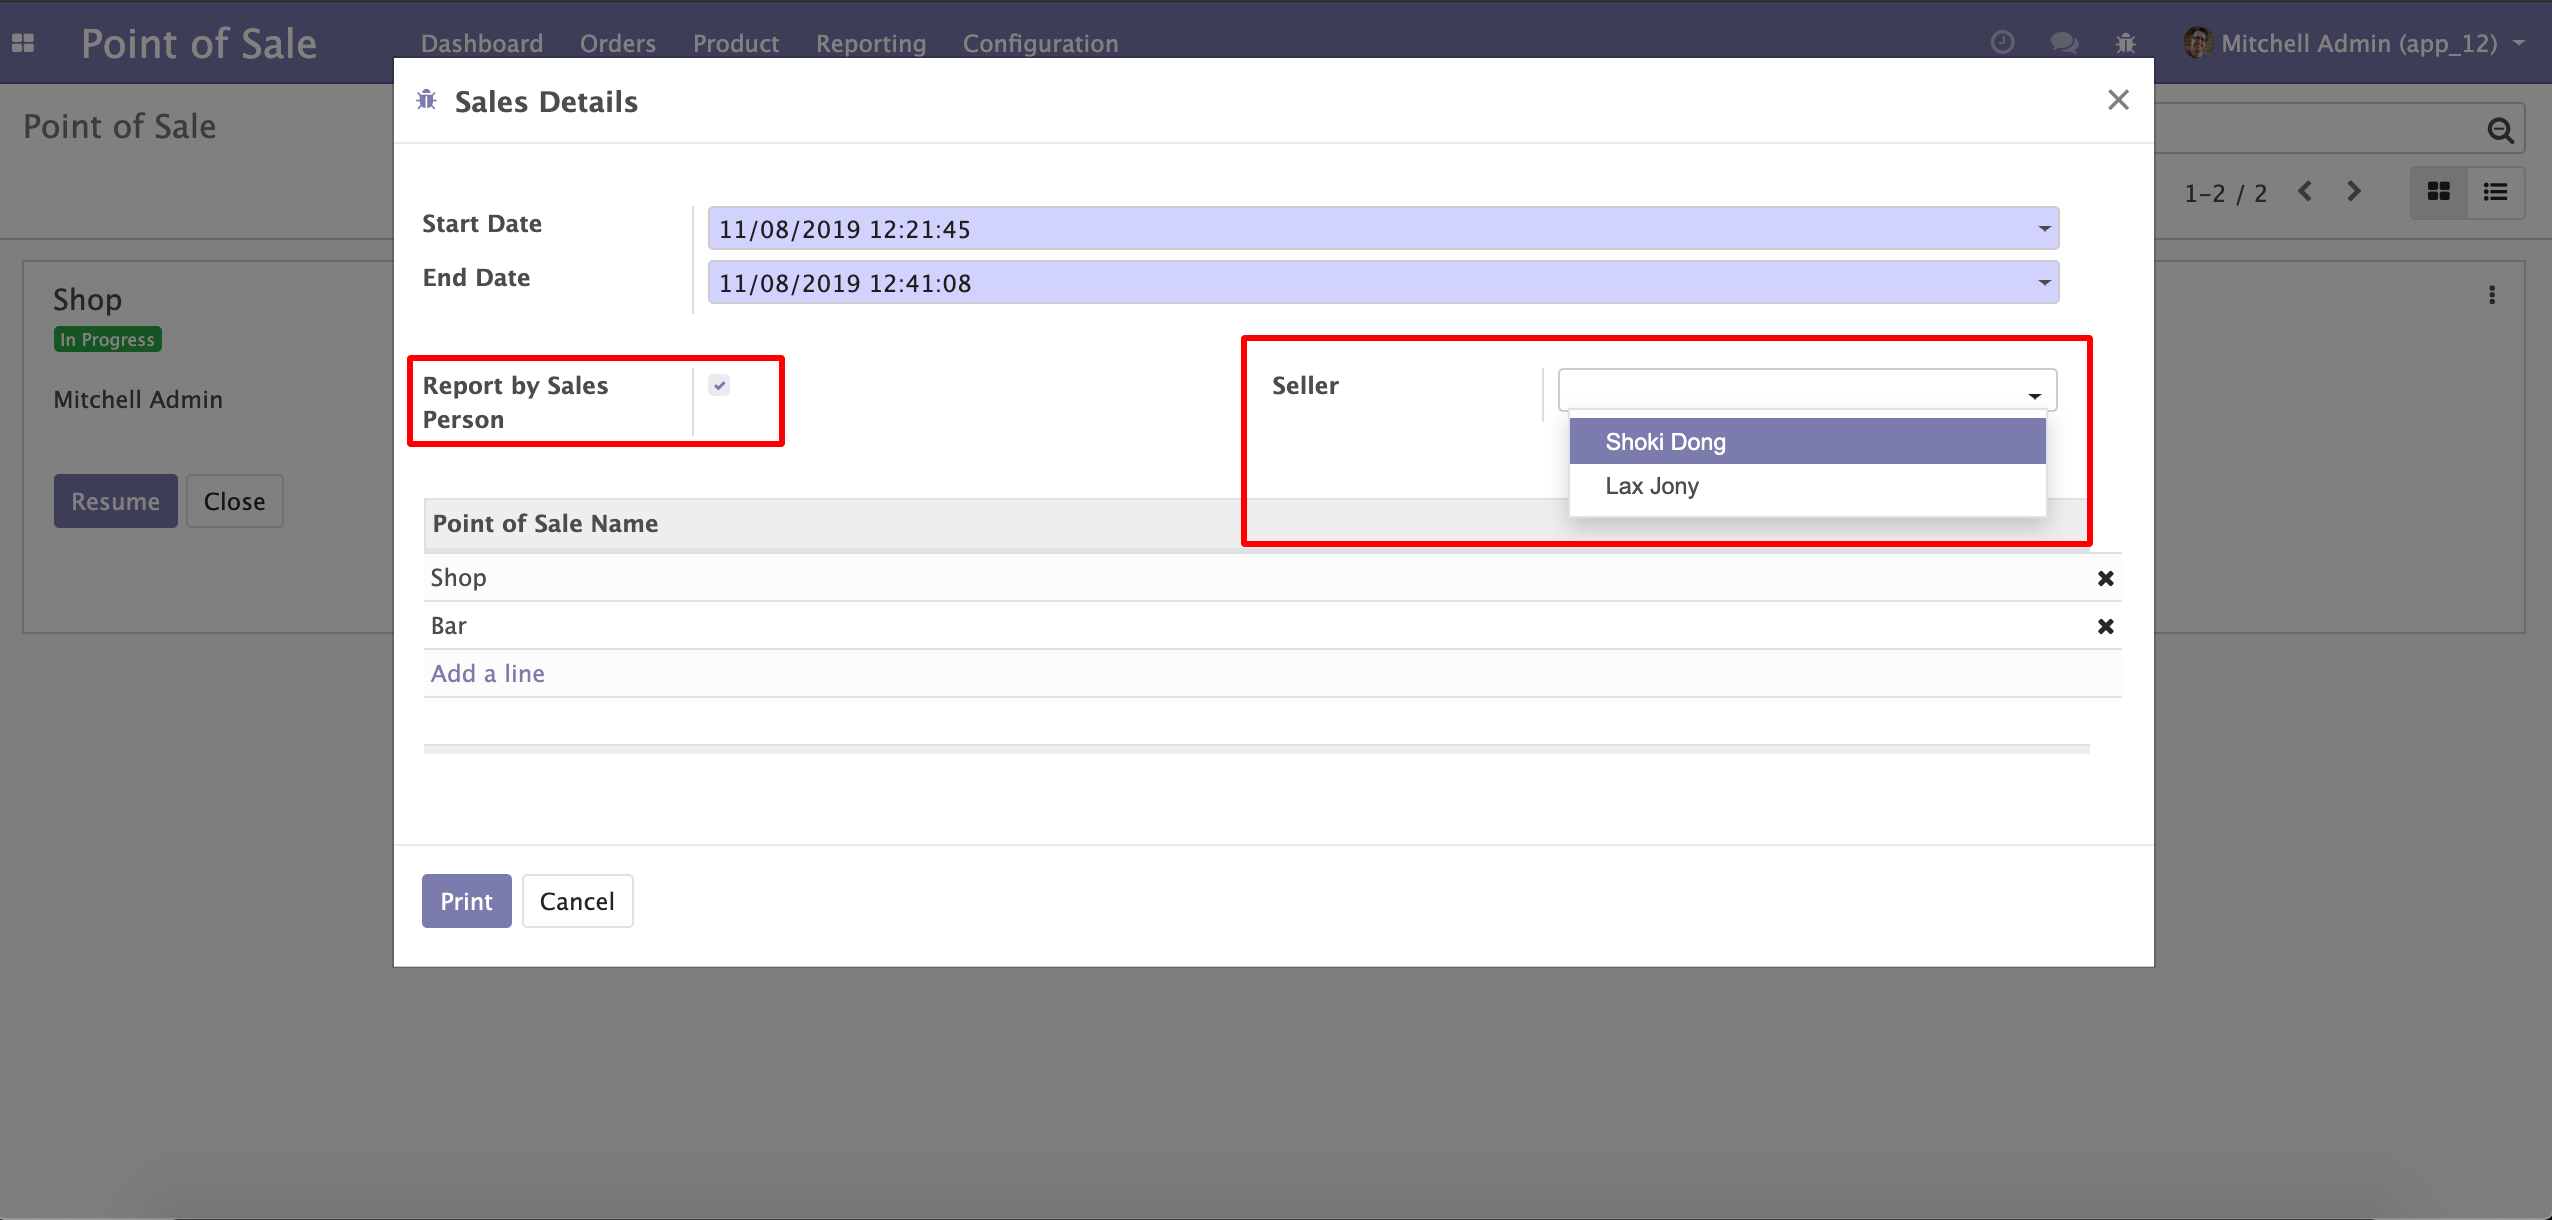 Point of Sale Dashboard Orders Product Reporting Configuration Mitchell Admin (app_12)
Sales Details
Point of Sale
1-2 / 2
Start Date 11/08/2019 12:21:45
End Date 11/08/2019 12:41:08
Shop
In Progress
Mitchell Admin
Resume Close
Report by Sales
Person
Seller
Shoki Dong
Lax Jony
Point of Sale Name
Shop
Bar
Add a line
Print Cancel